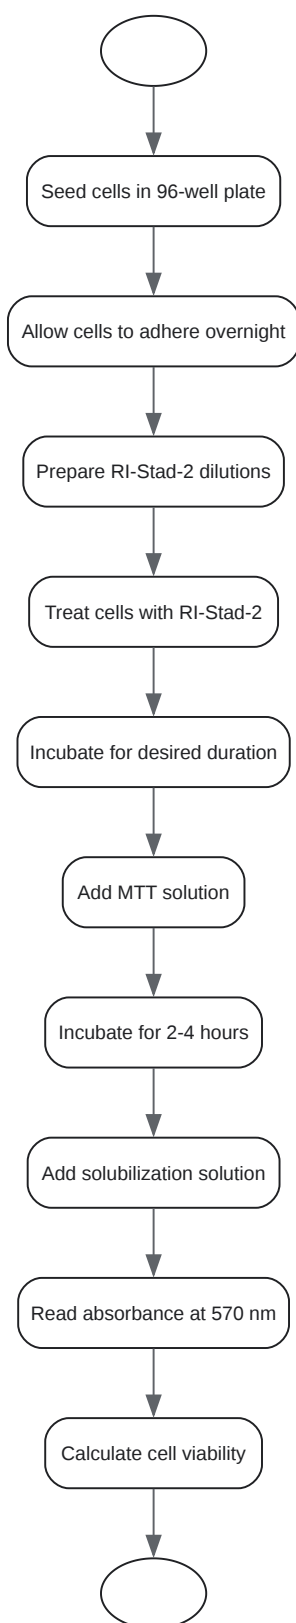 Seed cells in 96-well plate
Allow cells to adhere overnight
Prepare RI-Stad-2 dilutions
Treat cells with RI-Stad-2
Incubate for desired duration
Add MTT solution
Incubate for 2-4 hours
Add solubilization solution
Read absorbance at 570 nm
Calculate cell viability